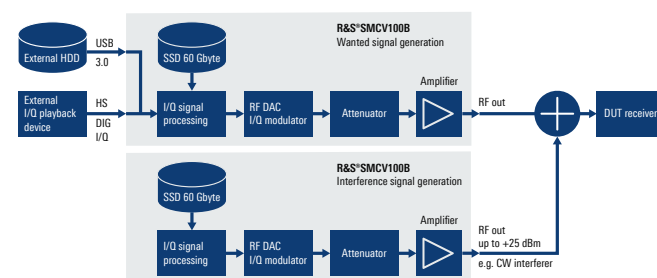 R&S®SMCV100B
Wanted signal generation
External HDD
USB
3.0
SSD 60 Gbyte
Amplifier
External
I/Q playback
device
HS
DIG
I/Q
I/Q signal
processing
RF DAC
I/Q modulator
Attenuator
RF out
DUT receiver
R&S®SMCV100B
Interference signal generation
SSD 60 Gbyte
Amplifier
I/Q signal
processing
RF DAC
I/Q modulator
Attenuator
RF out
up to +25 dBm
e.g. CW interferer